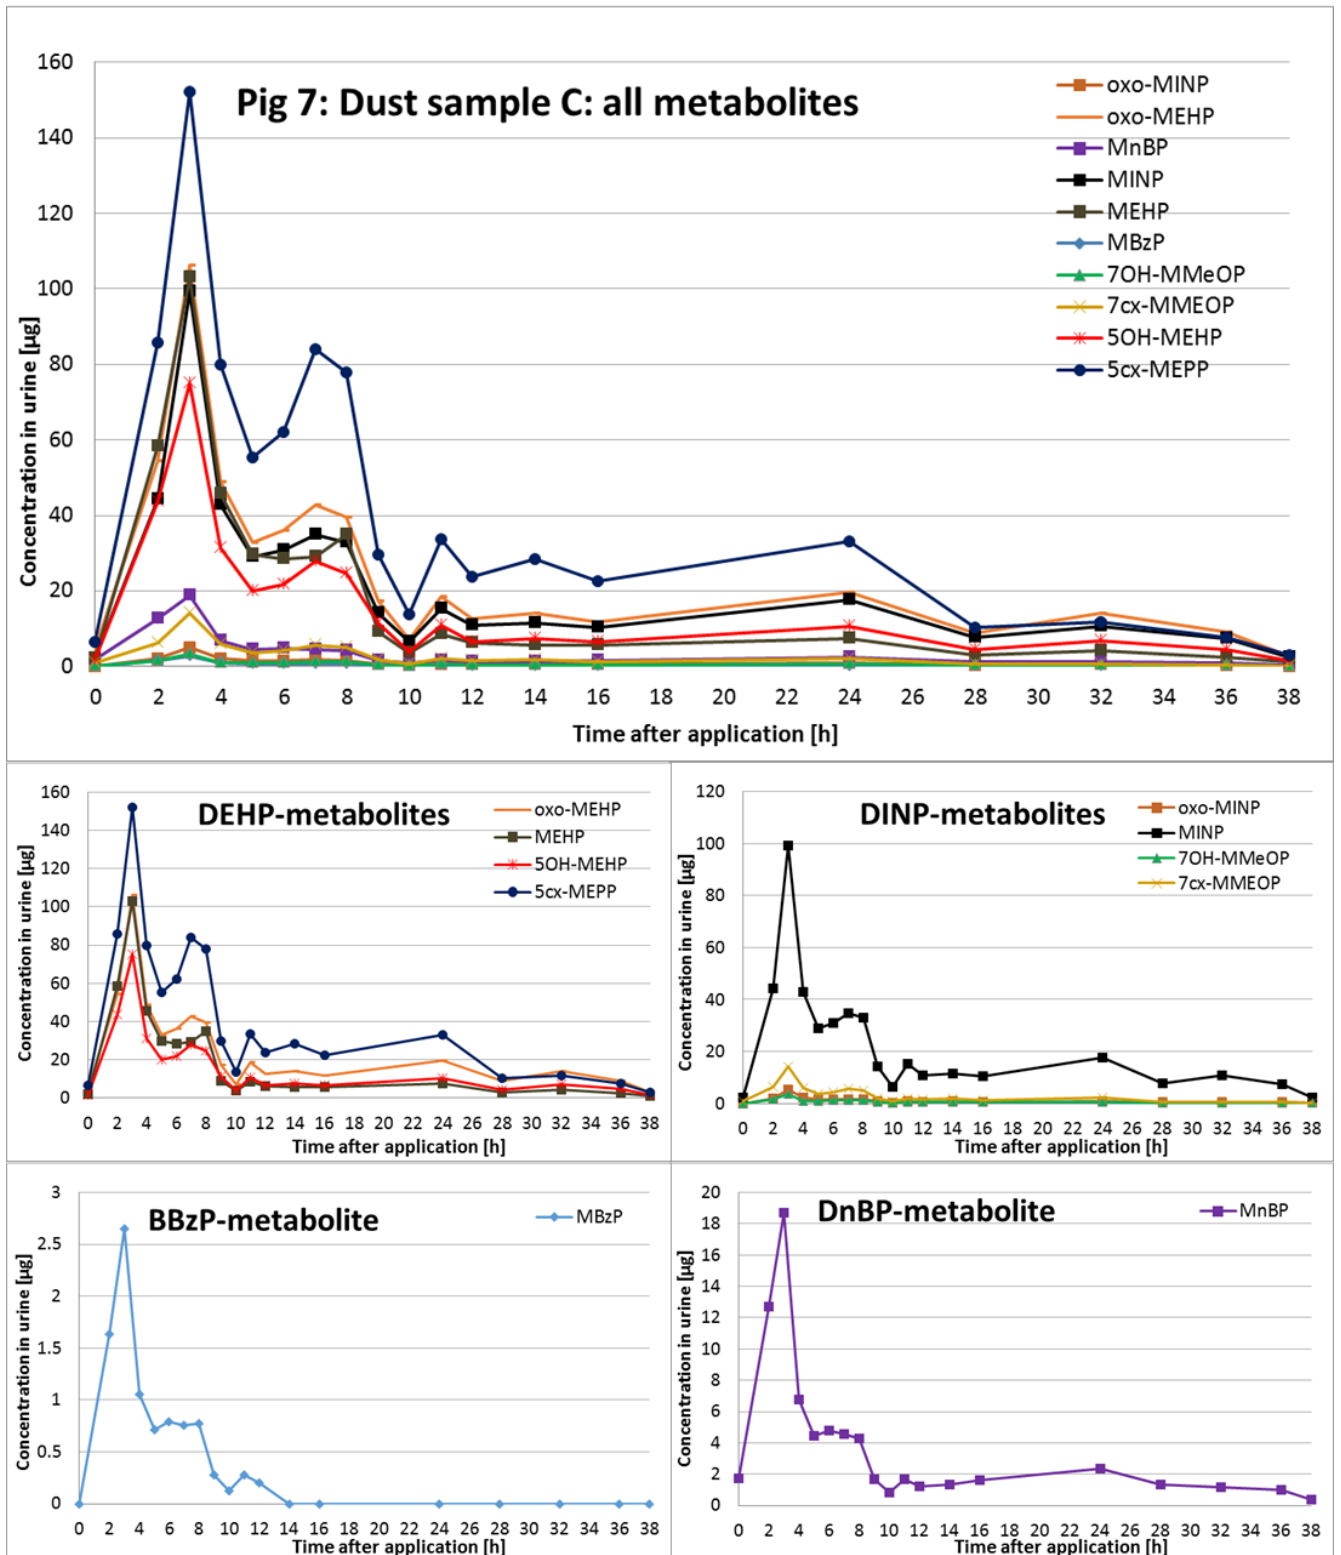 Pig 7: Dust sample C: all metabolites
160
140
120
100
80
60
40
20
0
Concentration in urine [µg]
0 2 4 6 8 10 12 14 16 18 20 22 24 26 28 30 32 34 36 38
Time after application [h]
oxo-MINP
oxo-MEHP
MnBP
MINP
MEHP
MBzP
7OH-MMeOP
7cx-MMEOP
5OH-MEHP
5cx-MEPP
DEHP-metabolites
160
140
120
100
80
60
40
20
0
Concentration in urine [µg]
0 2 4 6 8 10 12 14 16 18 20 22 24 26 28 30 32 34 36 38
Time after application [h]
oxo-MEHP
MEHP
5OH-MEHP
5cx-MEPP
DINP-metabolites
120
100
80
60
40
20
0
Concentration in urine [µg]
0 2 4 6 8 10 12 14 16 18 20 22 24 26 28 30 32 34 36 38
Time after application [h]
oxo-MINP
MINP
7OH-MMeOP
7cx-MMEOP
BBzP-metabolite
3
2.5
2
1.5
1
0.5
0
Concentration in urine [µg]
0 2 4 6 8 10 12 14 16 18 20 22 24 26 28 30 32 34 36 38
Time after application [h]
MBzP
DnBP-metabolite
20
18
16
14
12
10
8
6
4
2
0
Concentration in urine [µg]
0 2 4 6 8 10 12 14 16 18 20 22 24 26 28 30 32 34 36 38
Time after application [h]
MnBP